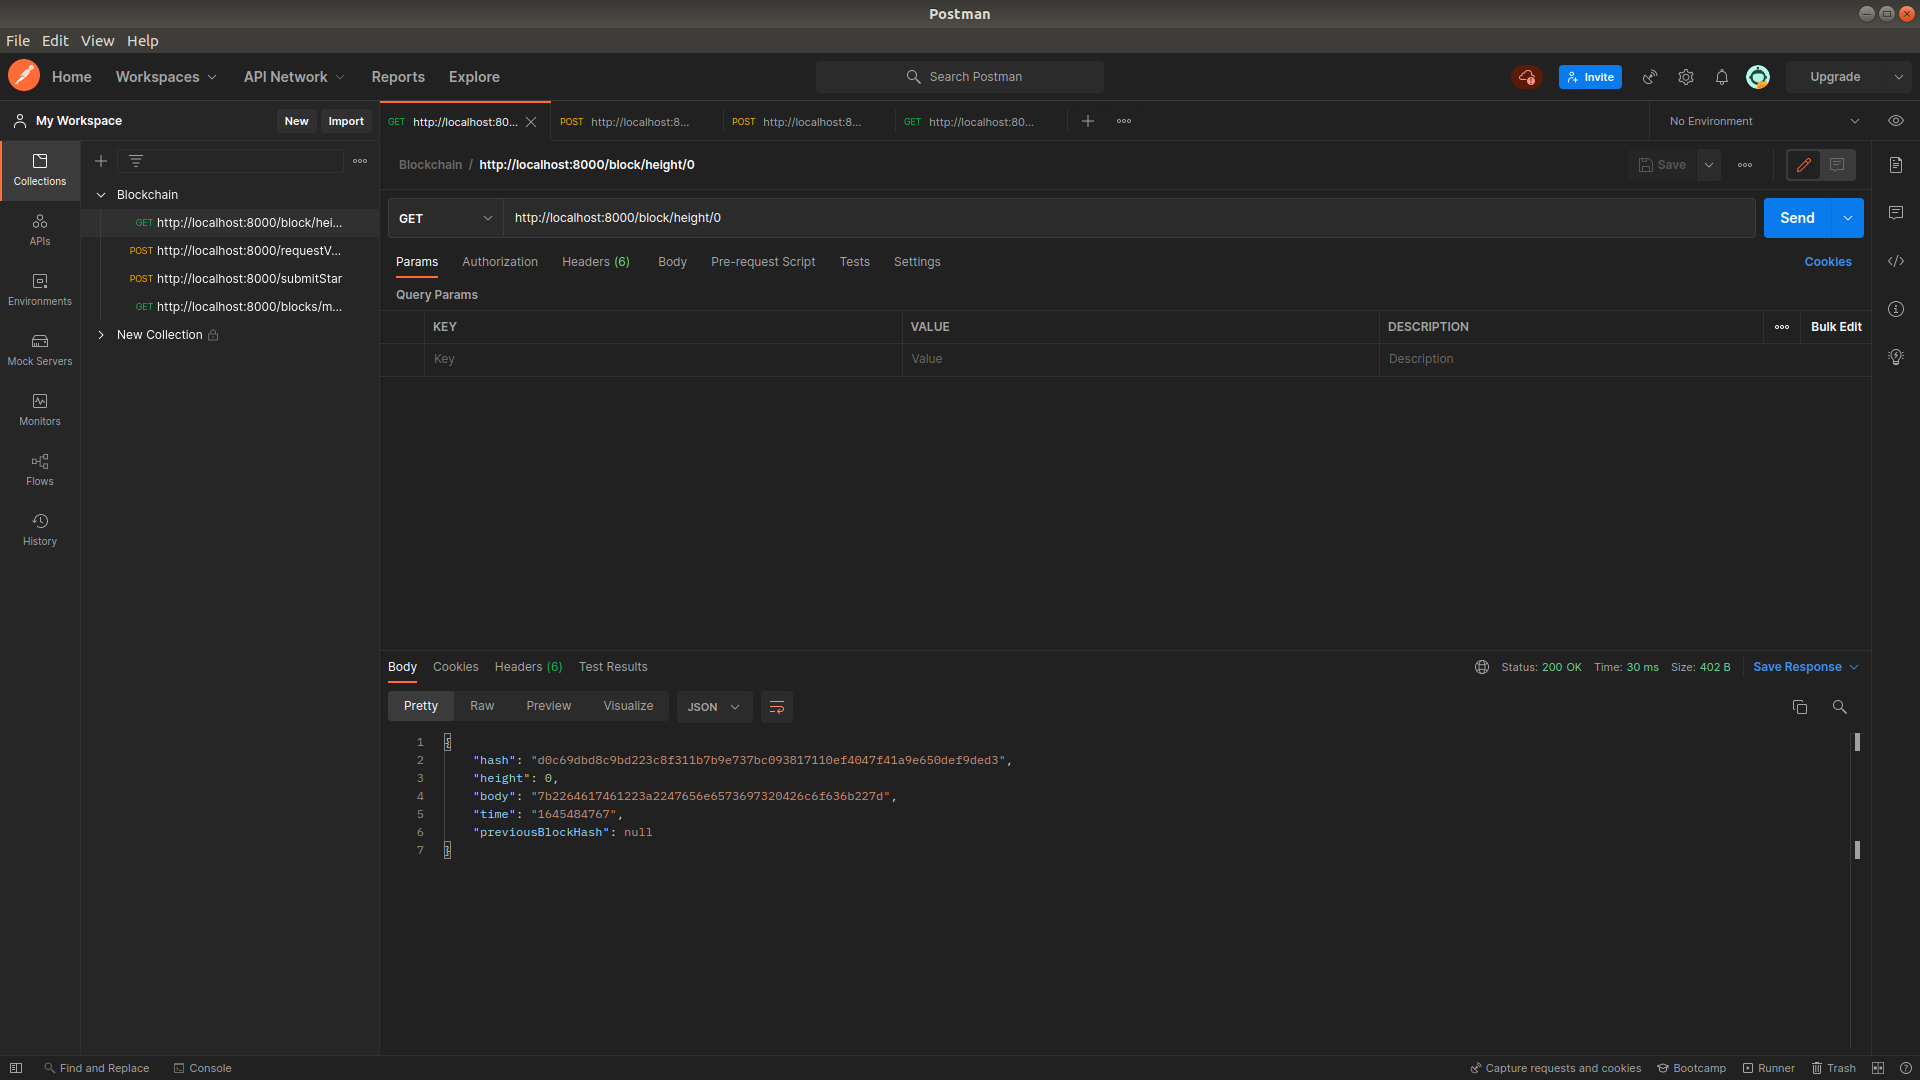 Postman
File Edit View Help
Home Workspaces API Network Reports Explore Search Postman Invite Upgrade
My Workspace New Import
GET http://localhost:80... POST http://localhost:8... POST http://localhost:8... GET http://localhost:80... No Environment
Collections
APIs
Environments
Mock Servers
Monitors
Flows
History
Blockchain
GET http://localhost:8000/block/hei...
POST http://localhost:8000/requestV...
POST http://localhost:8000/submitStar
GET http://localhost:8000/blocks/m...
New Collection
Blockchain / http://localhost:8000/block/height/0 Save
GET http://localhost:8000/block/height/0 Send
Params Authorization Headers (6) Body Pre-request Script Tests Settings Cookies
Query Params
KEY VALUE DESCRIPTION Bulk Edit
Key Value Description
Body Cookies Headers (6) Test Results Status: 200 OK Time: 30 ms Size: 402 B Save Response
Pretty Raw Preview Visualize JSON
1 {
2 "hash": "d0c69dbd8c9bd223c8f311b7b9e737bc093817110ef4047f41a9e650def9ded3",
3 "height": 0,
4 "body": "7b2264617461223a2247656e6573697320426c6f636b227d",
5 "time": "1645484767",
6 "previousBlockHash": null
7 }
Find and Replace Console Capture requests and cookies Bootcamp Runner Trash